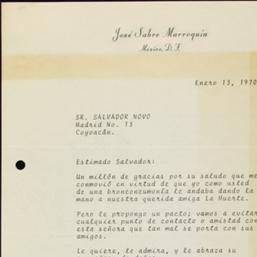 José Sabre Marroquín
México, D.F.
Enero 13, 1970
SR. SALVADOR NOVO
Madrid No. 13
Coyoacán.
Estimado Salvador:
Un millón de gracias por su saludo que me
conmovió en virtud de que yo como usted
de una bronconeumonía le andaba dando la
mano a nuestra querida amiga La Muerte.
Pero le propongo un pacto; vamos a evitar
cualquier punto de contacto o amistad con
esta señora que tan mal se porta con sus
amigos.
Le quiere, le admira, y le abraza su